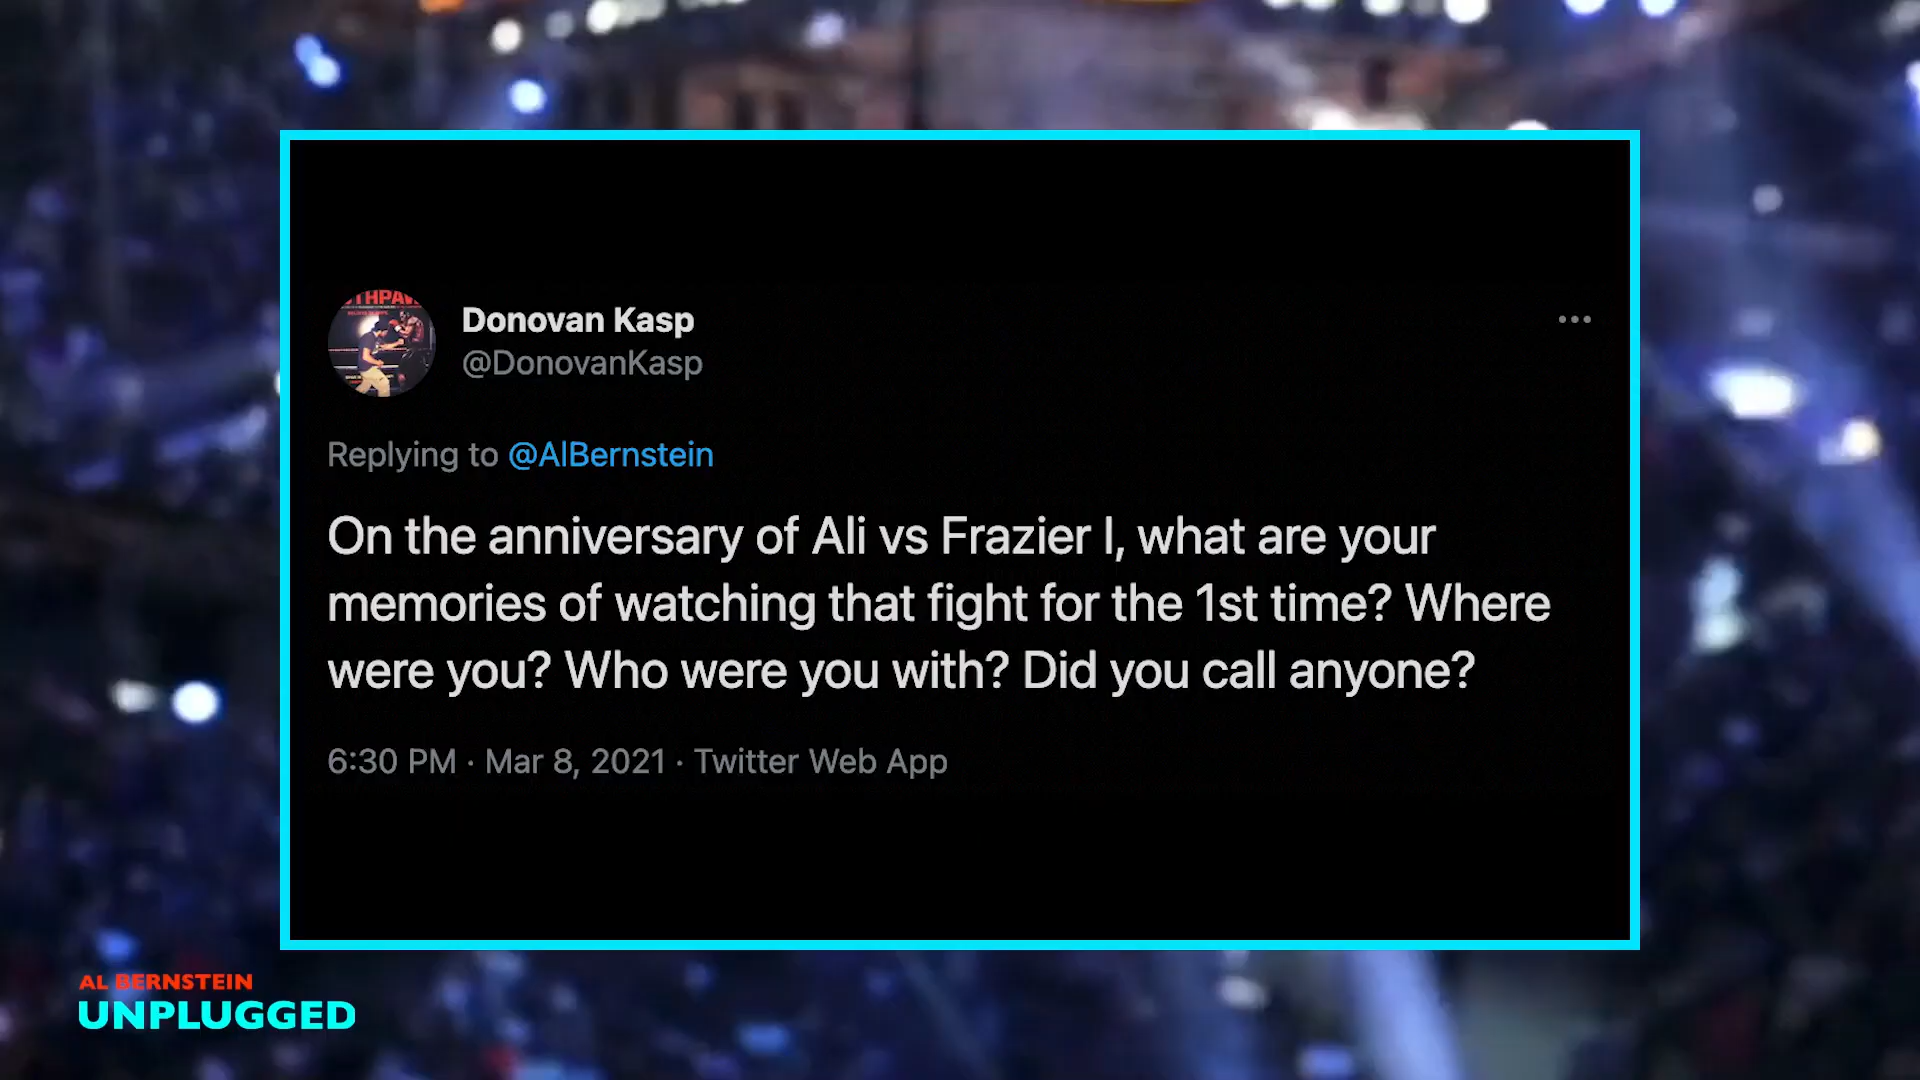 THPAW
Donovan Kasp
@DonovanKasp
Replying to @AlBernstein
On the anniversary of Ali vs Frazier I, what are your
memories of watching that fight for the 1st time? Where
were you? Who were you with? Did you call anyone?
6:30 PM · Mar 8, 2021 · Twitter Web App
AL BERNSTEIN
UNPLUGGED